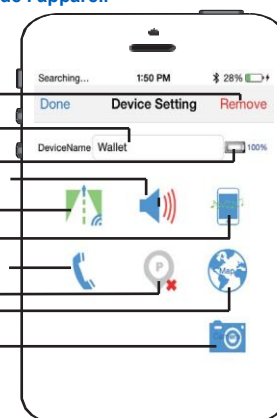 de l'appareil
Searching... 1:50 PM 28%
Done Device Setting Remove
DeviceName Wallet 100%
P Map